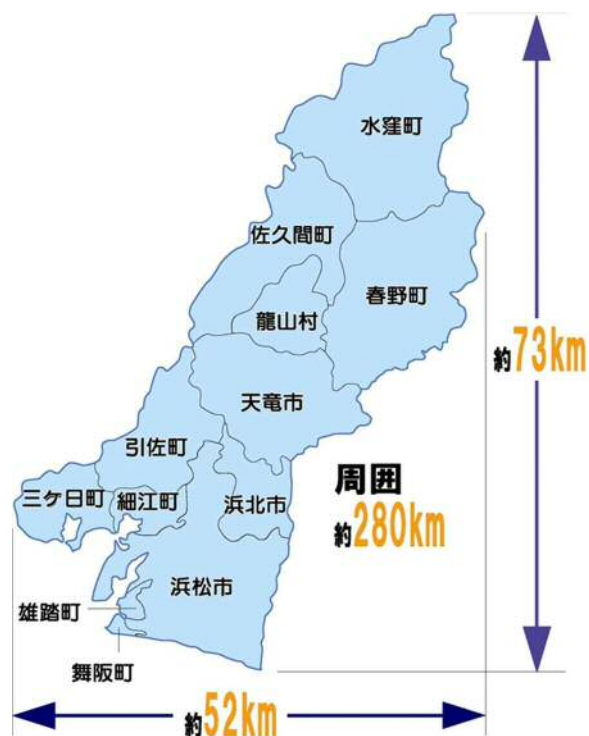 水窪町
佐久間町
春野町
龍山村
約73km
天竜市
引佐町
三ケ日町
細江町
浜北市
周囲
約280km
浜松市
雄踏町
舞阪町
約52km